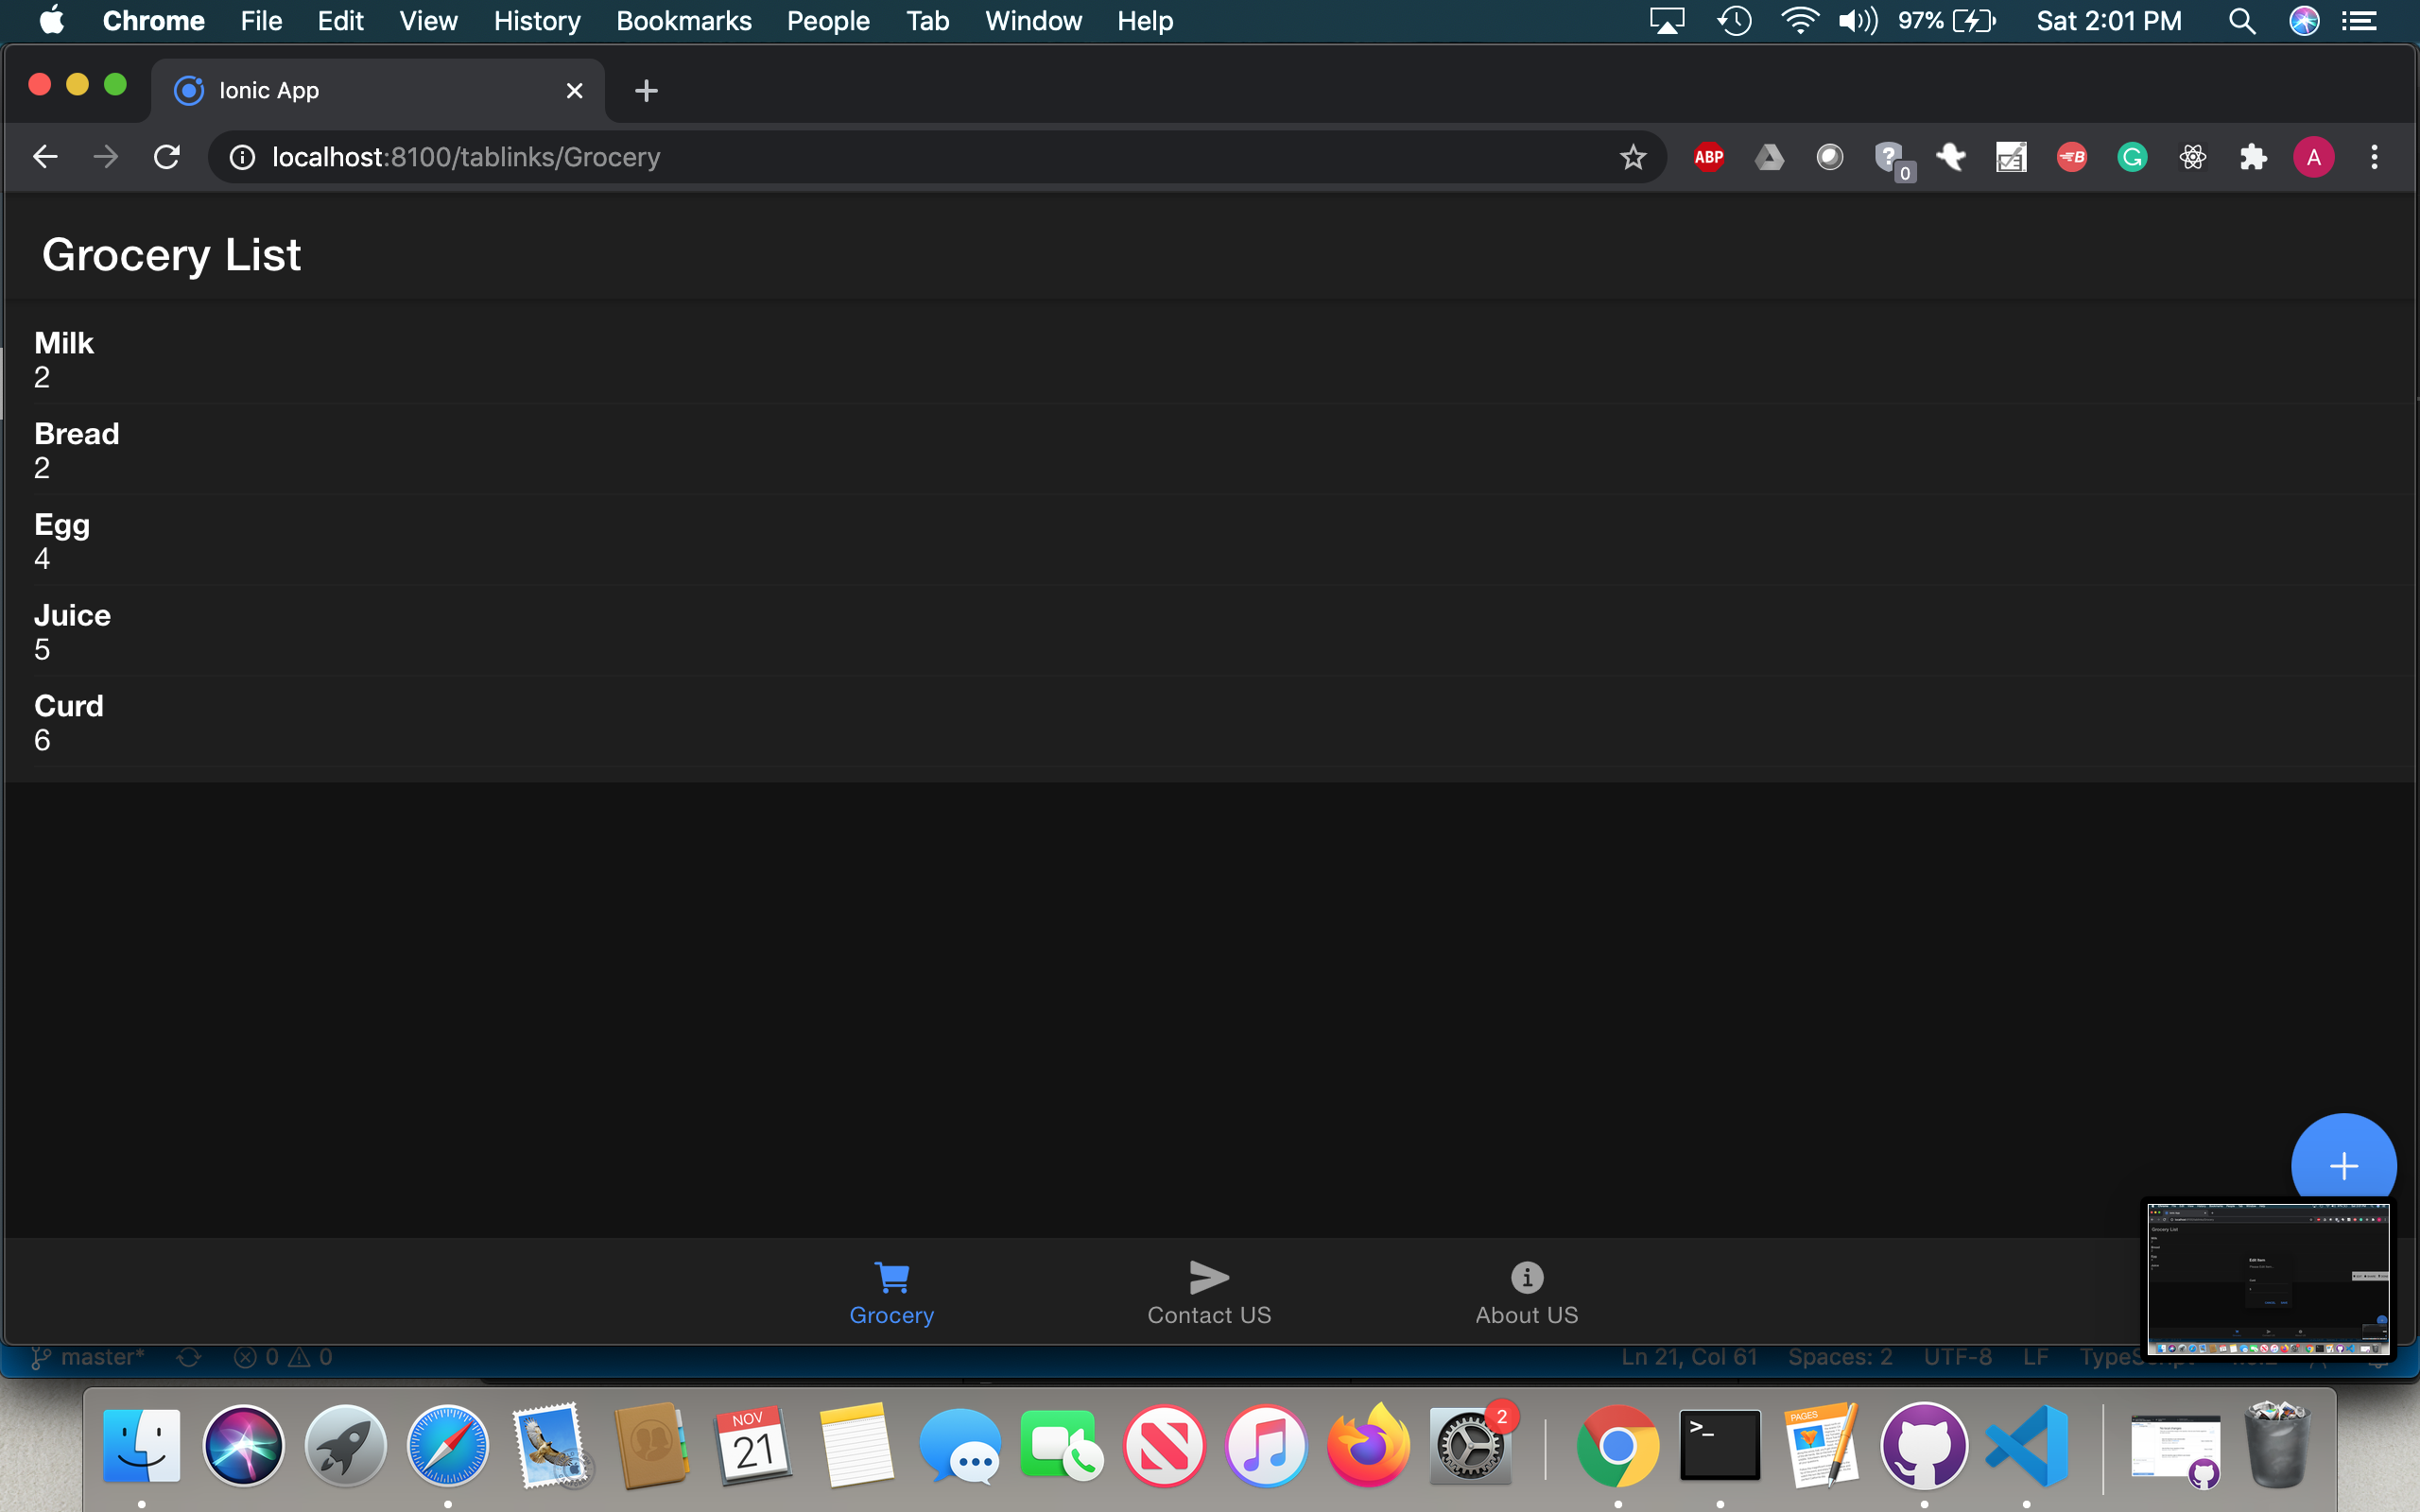 Chrome File Edit View History Bookmarks People Tab Window Help 97% Sat 2:01 PM
Ionic App
localhost:8100/tablinks/Grocery
ABP
0
A
Grocery List
Milk
2
Bread
2
Egg
4
Juice
5
Curd
6
Grocery
Contact US
About US
master* 0 0 Ln 21, Col 61 Spaces: 2 UTF-8 LF
NOV
21
2
PAGES